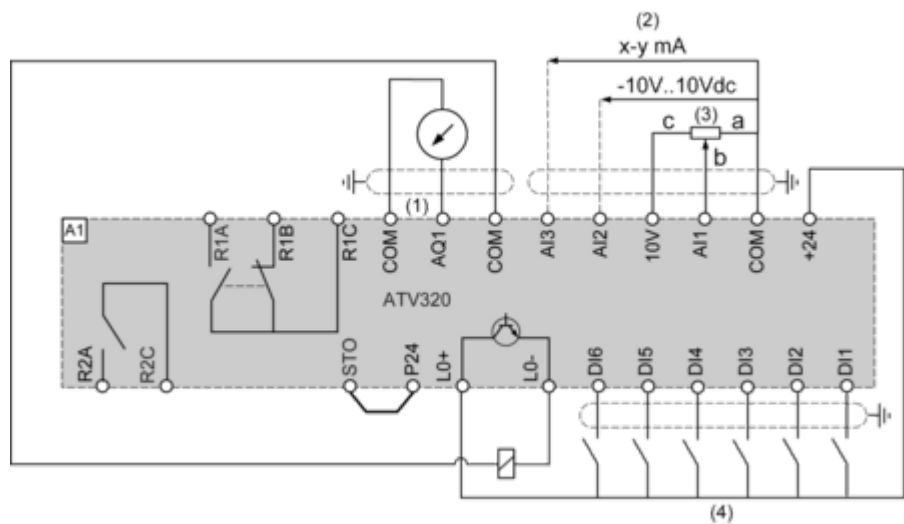 (2)
x-y mA
-10V..10Vdc
c (3) a
b
(1)
A1
R1A R1B R1C COM AQ1 COM AI3 AI2 10V AI1 COM +24
ATV320
R2A R2C STO P24 L0+ L0- DI6 DI5 DI4 DI3 DI2 DI1
(4)